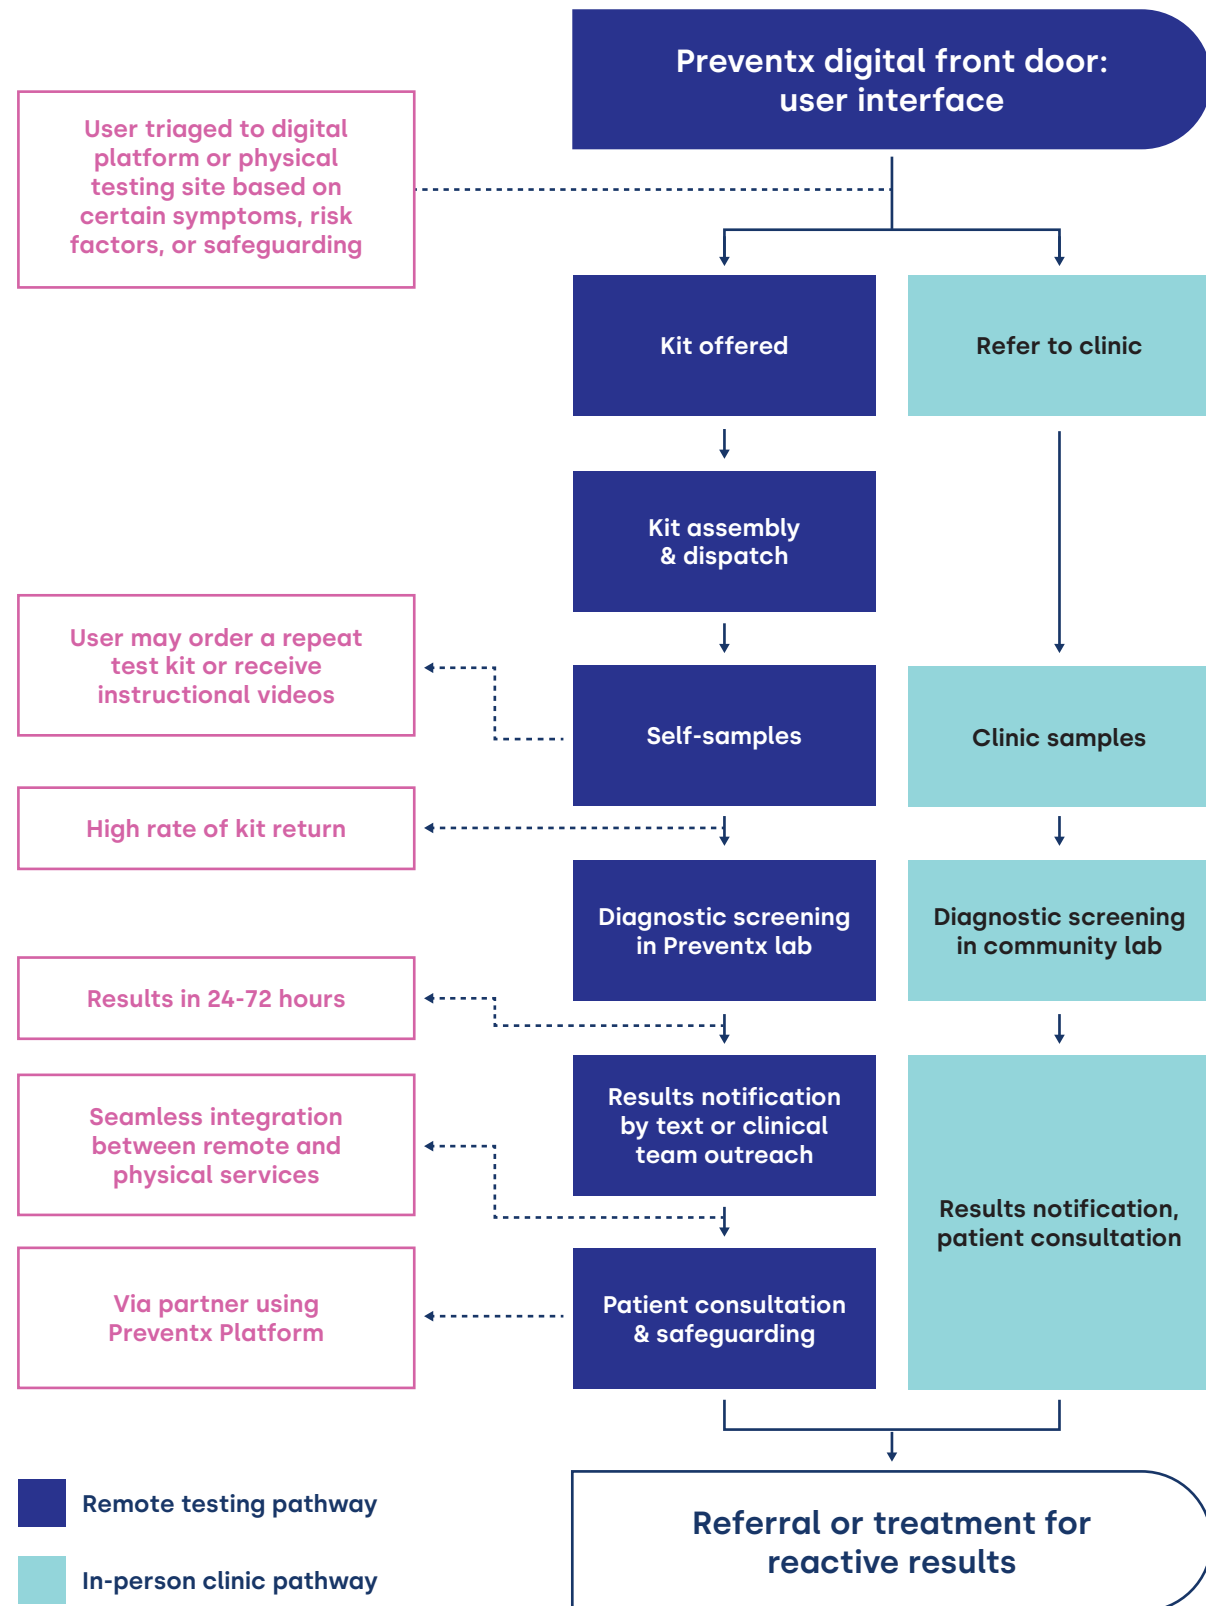 Preventx digital front door:
user interface
User triaged to digital
platform or physical
testing site based on
certain symptoms, risk
factors, or safeguarding
Kit offered
Refer to clinic
Kit assembly
& dispatch
User may order a repeat
test kit or receive
instructional videos
Self-samples
Clinic samples
High rate of kit return
Diagnostic screening
in Preventx lab
Diagnostic screening
in community lab
Results in 24-72 hours
Results notification
by text or clinical
team outreach
Seamless integration
between remote and
physical services
Results notification,
patient consultation
Via partner using
Preventx Platform
Patient consultation
& safeguarding
Remote testing pathway
In-person clinic pathway
Referral or treatment for
reactive results